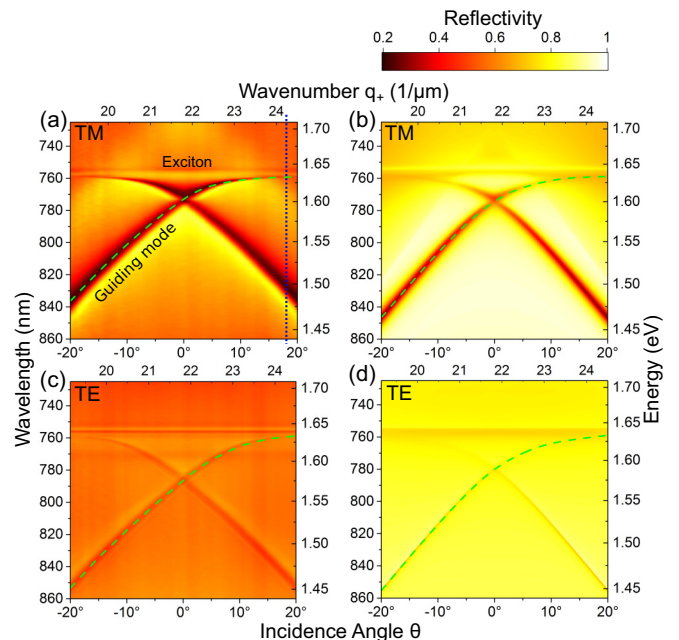 Reflectivity
0.2 0.4 0.6 0.8 1
Wavenumber q+ (1/μm)
20 21 22 23 24 20 21 22 23 24
(a) TM Exciton Guiding mode
740 760 780 800 820 840 860
1.70 1.65 1.60 1.55 1.50 1.45
-20° -10° 0° 10° 20°
(b) TM
740 760 780 800 820 840 860
1.70 1.65 1.60 1.55 1.50 1.45
-20° -10° 0° 10° 20°
Wavelength (nm)
Energy (eV)
20 21 22 23 24 20 21 22 23 24
(c) TE
740 760 780 800 820 840 860
1.70 1.65 1.60 1.55 1.50 1.45
-20° -10° 0° 10° 20°
(d) TE
740 760 780 800 820 840 860
1.70 1.65 1.60 1.55 1.50 1.45
-20° -10° 0° 10° 20°
Incidence Angle θ